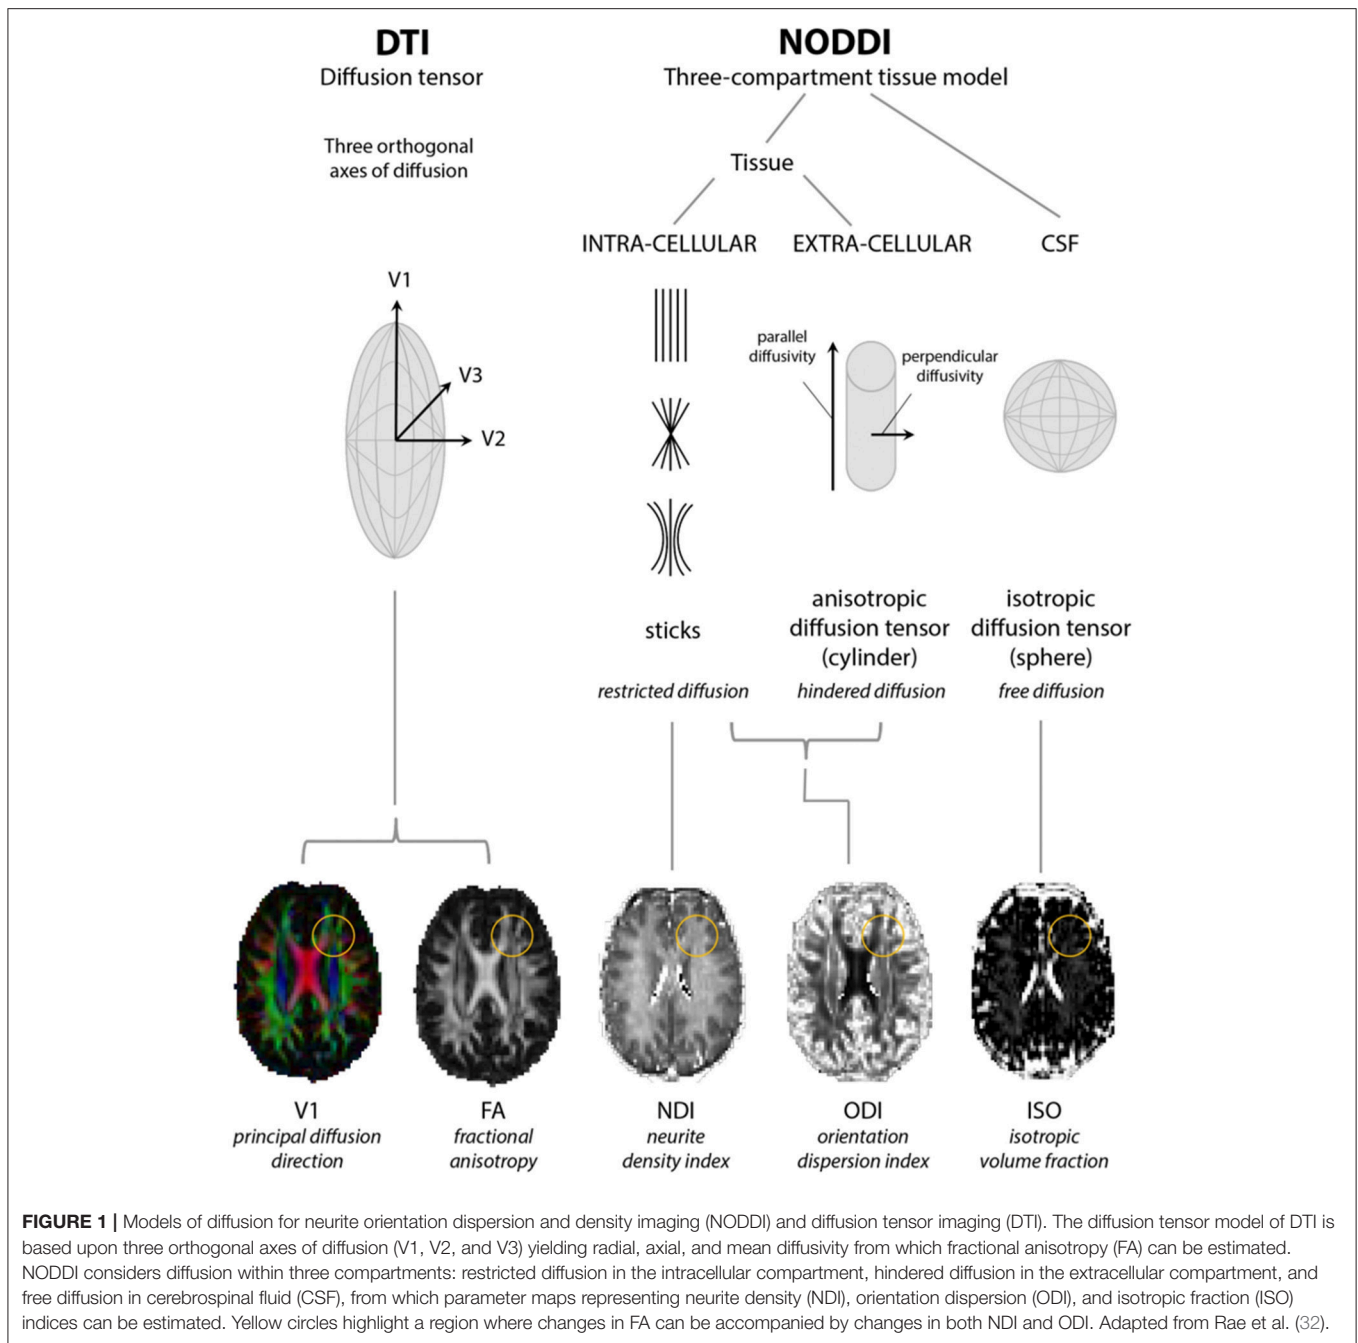 DTI
Diffusion tensor
Three orthogonal
axes of diffusion
V1
V3
V2
NODDI
Three-compartment tissue model
Tissue
INTRA-CELLULAR
EXTRA-CELLULAR
CSF
parallel
diffusivity
perpendicular
diffusivity
sticks
restricted diffusion
anisotropic
diffusion tensor
(cylinder)
hindered diffusion
isotropic
diffusion tensor
(sphere)
free diffusion
V1
principal diffusion
direction
FA
fractional
anisotropy
NDI
neurite
density index
ODI
orientation
dispersion index
ISO
isotropic
volume fraction
FIGURE 1 | Models of diffusion for neurite orientation dispersion and density imaging (NODDI) and diffusion tensor imaging (DTI). The diffusion tensor model of DTI is
based upon three orthogonal axes of diffusion (V1, V2, and V3) yielding radial, axial, and mean diffusivity from which fractional anisotropy (FA) can be estimated.
NODDI considers diffusion within three compartments: restricted diffusion in the intracellular compartment, hindered diffusion in the extracellular compartment, and
free diffusion in cerebrospinal fluid (CSF), from which parameter maps representing neurite density (NDI), orientation dispersion (ODI), and isotropic fraction (ISO)
indices can be estimated. Yellow circles highlight a region where changes in FA can be accompanied by changes in both NDI and ODI. Adapted from Rae et al. (32).